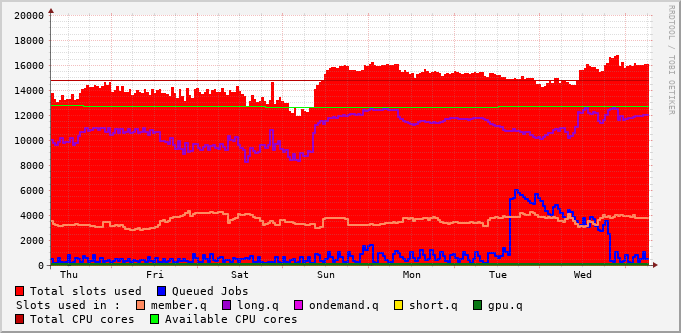 20000
18000
16000
14000
12000
10000
8000
6000
4000
2000
0
Thu Fri Sat Sun Mon Tue Wed
Total slots used Queued Jobs
Slots used in : member.q long.q ondemand.q short.q gpu.q
Total CPU cores Available CPU cores
RRDTOOL / TOBI OETIKER